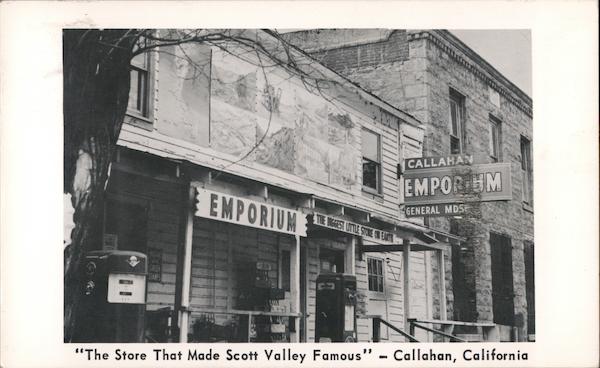 CALLAHAN
EMPORIUM
GENERAL MDS
EMPORIUM
THE BIGGEST LITTLE STORE ON EARTH
"The Store That Made Scott Valley Famous" — Callahan, California